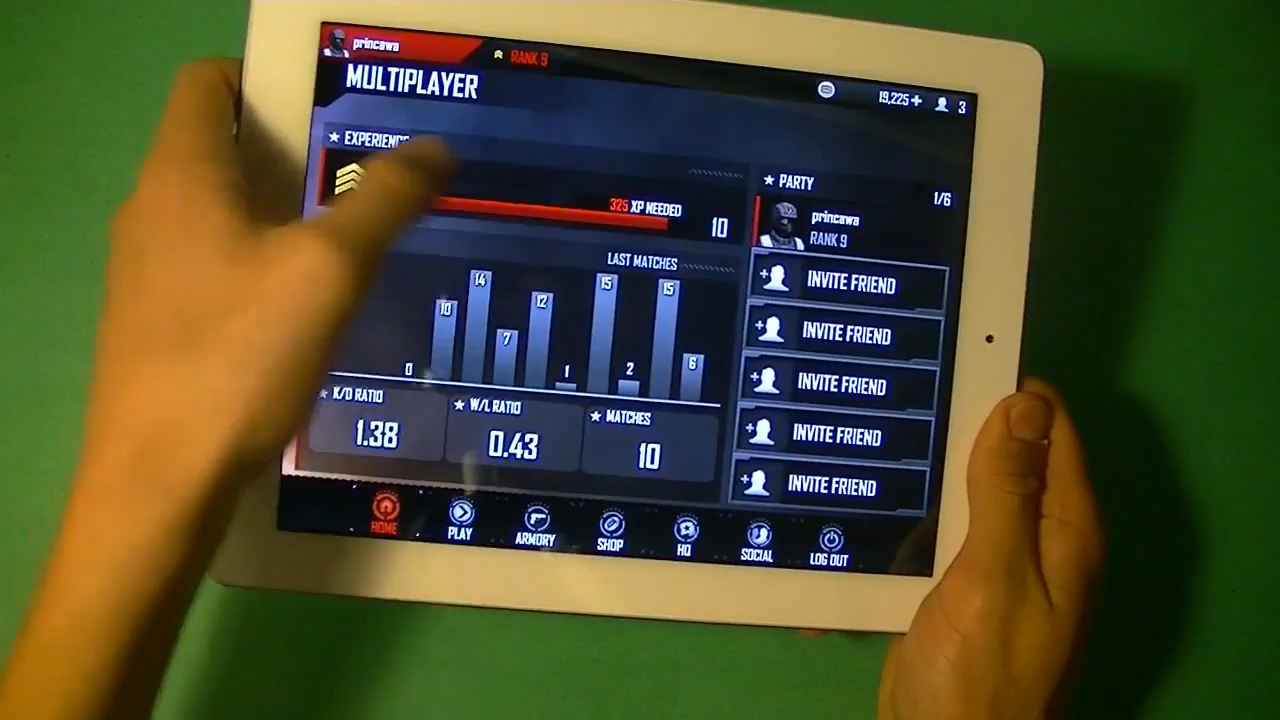 princawa
RANK 9
MULTIPLAYER
19,225+
3
EXPERIENCE
325 XP NEEDED
10
PARTY
1/6
princawa
RANK 9
INVITE FRIEND
INVITE FRIEND
INVITE FRIEND
INVITE FRIEND
INVITE FRIEND
LAST MATCHES
0
10
14
7
12
1
15
2
15
6
K/D RATIO
1.38
W/L RATIO
0.43
MATCHES
10
HOME
PLAY
ARMORY
SHOP
HQ
SOCIAL
LOG OUT